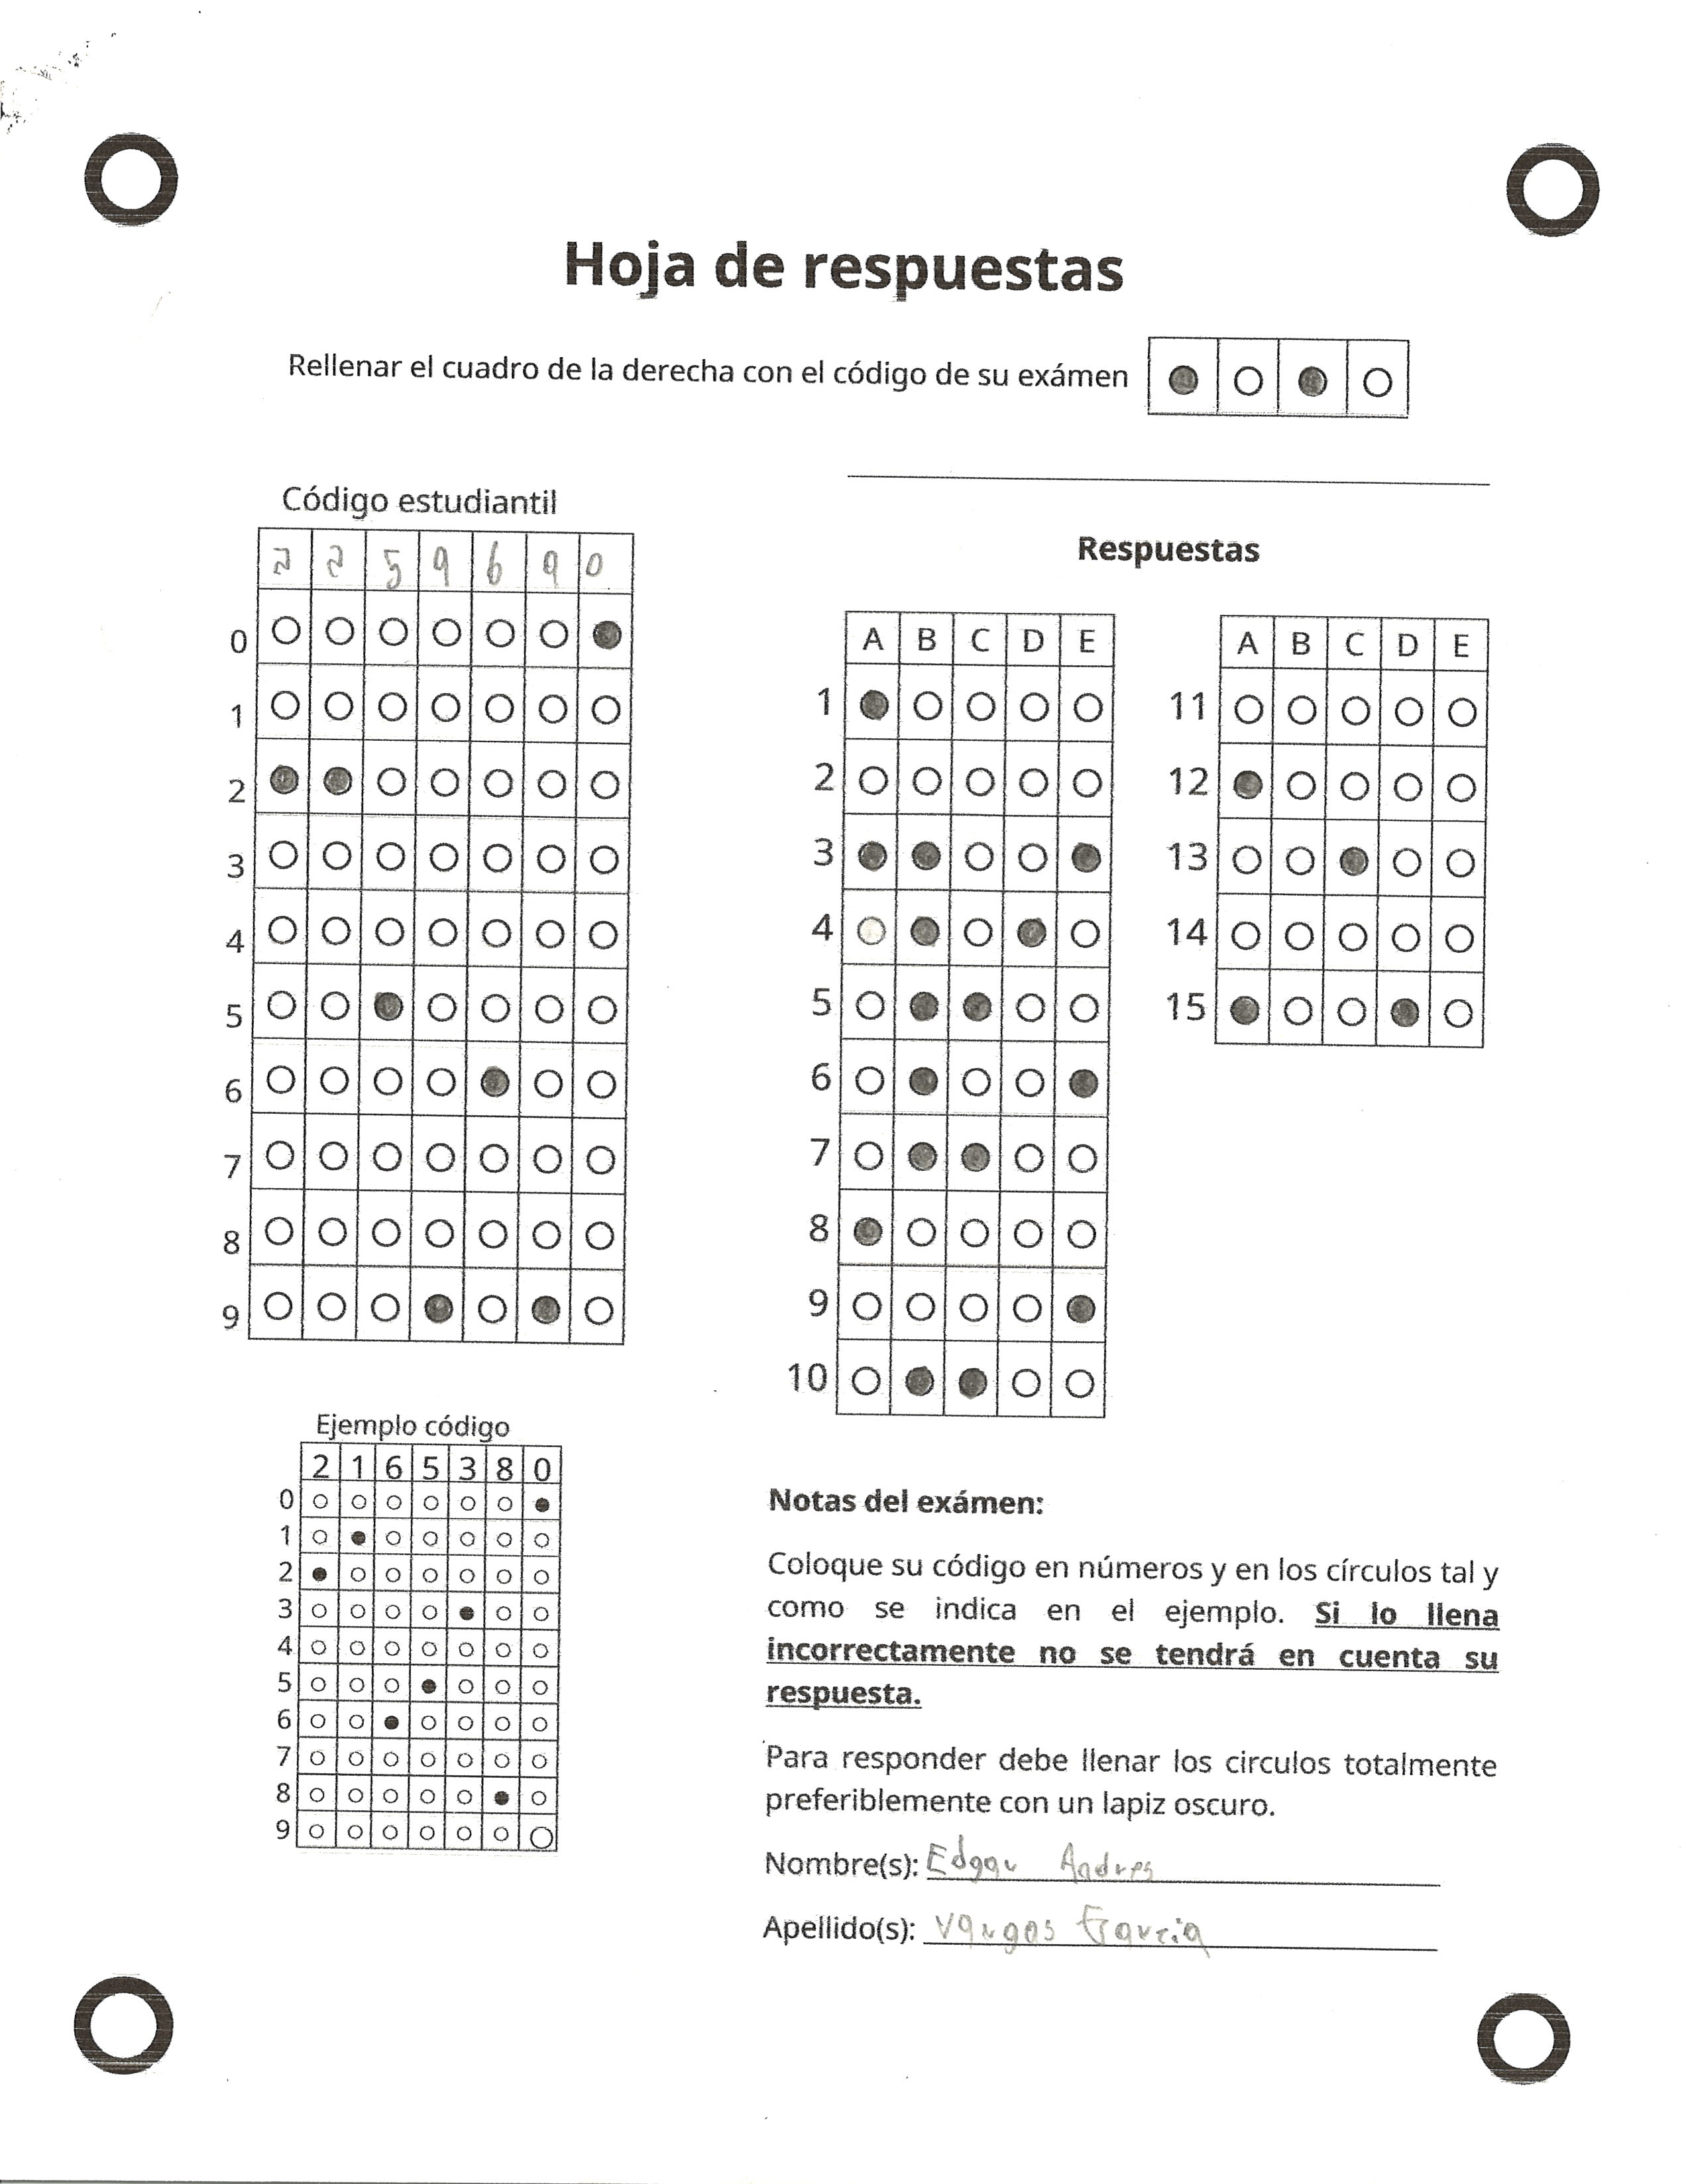 Hoja de respuestas
Rellenar el cuadro de la derecha con el código de su exámen
Código estudiantil
2 2 5 9 6 9 0
0
1
2
3
4
5
6
7
8
9
Respuestas
A B C D E
1
2
3
4
5
6
7
8
9
10
A B C D E
11
12
13
14
15
Ejemplo código
2 1 6 5 3 8 0
0
1
2
3
4
5
6
7
8
9
Notas del exámen:
Coloque su código en números y en los círculos tal y
como se indica en el ejemplo. Si lo llena
incorrectamente no se tendrá en cuenta su
respuesta.
Para responder debe llenar los circulos totalmente
preferiblemente con un lapiz oscuro.
Nombre(s): Edgar Andres
Apellido(s): Vargas Garcia